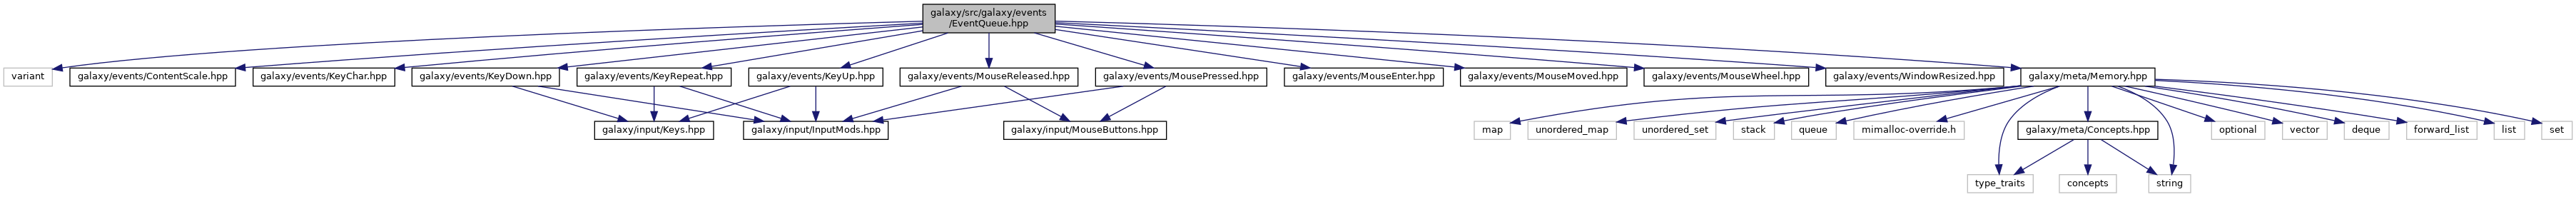 galaxy/src/galaxy/events
/EventQueue.hpp
variant
galaxy/events/ContentScale.hpp
galaxy/events/KeyChar.hpp
galaxy/events/KeyDown.hpp
galaxy/events/KeyRepeat.hpp
galaxy/events/KeyUp.hpp
galaxy/events/MouseReleased.hpp
galaxy/events/MousePressed.hpp
galaxy/events/MouseEnter.hpp
galaxy/events/MouseMoved.hpp
galaxy/events/MouseWheel.hpp
galaxy/events/WindowResized.hpp
galaxy/meta/Memory.hpp
galaxy/input/Keys.hpp
galaxy/input/InputMods.hpp
galaxy/input/MouseButtons.hpp
map
unordered_map
unordered_set
stack
queue
mimalloc-override.h
galaxy/meta/Concepts.hpp
optional
vector
deque
forward_list
list
set
type_traits
concepts
string